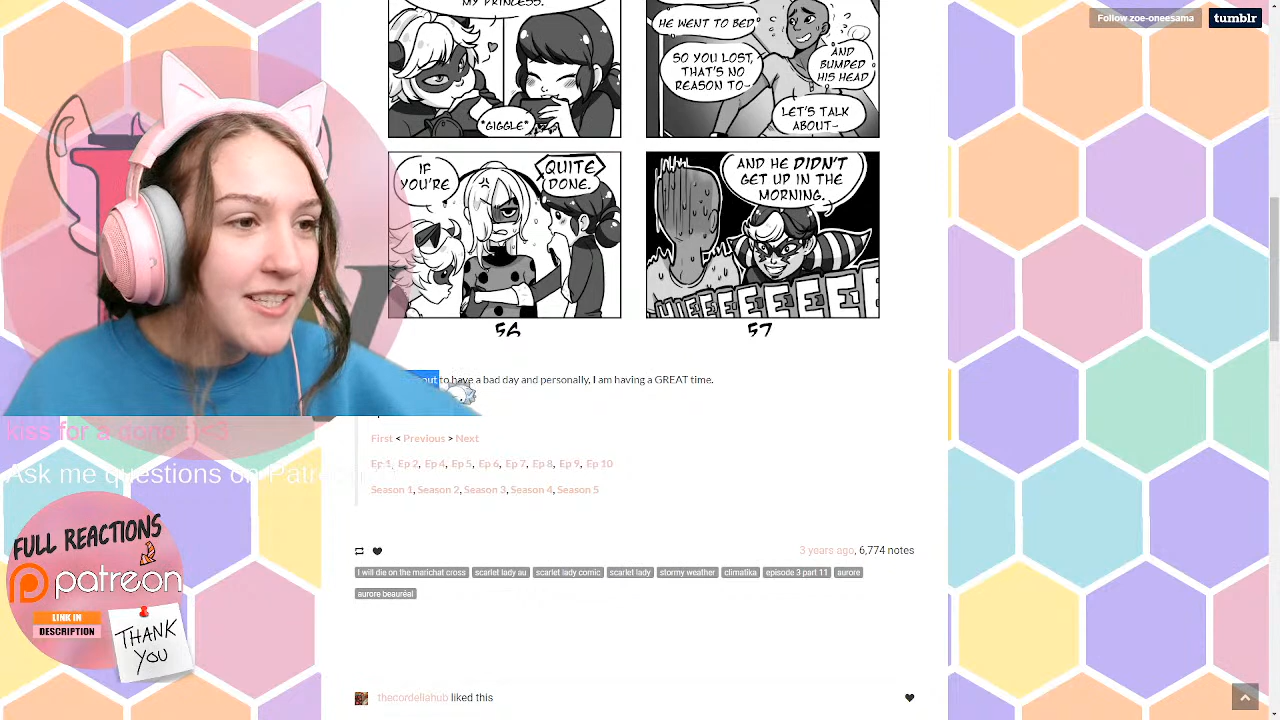 Follow zoe-oneesama
tumblr
MY PRINCESS.
*GIGGLE*
HE WENT TO BED
SO YOU LOST, THAT'S NO REASON TO-
AND BUMPED HIS HEAD
LET'S TALK ABOUT-
IF YOU'RE
QUITE DONE.
AND HE DIDN'T GET UP IN THE MORNING.
56
57
to have a bad day and personally, I am having a GREAT time.
First < Previous > Next
Ep 1, Ep 2, Ep 4, Ep 5, Ep 6, Ep 7, Ep 8, Ep 9, Ep 10
Season 1, Season 2, Season 3, Season 4, Season 5
kiss for a dono
Ask me questions on
FULL REACTIONS
patreon
LINK IN
DESCRIPTION
THANK
YOU
3 years ago, 6,774 notes
I will die on the marichat cross scarlet lady au scarlet lady comic scarlet lady stormy weather climatika episode 3 part 11 aurore
aurore beauréal
thecordeliahub liked this